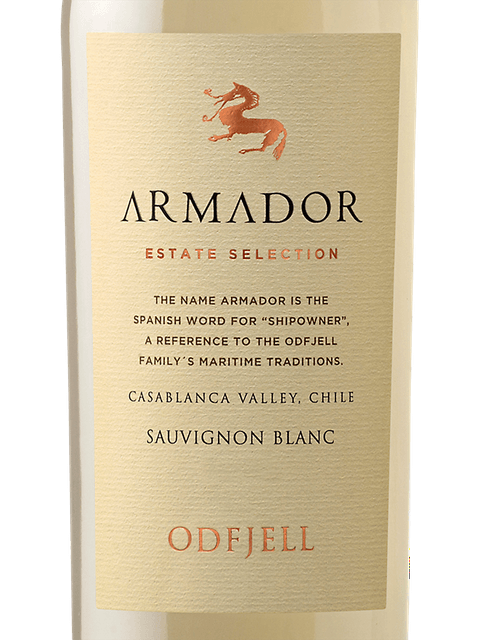 ARMADOR
ESTATE SELECTION
THE NAME ARMADOR IS THE
SPANISH WORD FOR “SHIPOWNER”,
A REFERENCE TO THE ODFJELL
FAMILY´S MARITIME TRADITIONS.
CASABLANCA VALLEY, CHILE
SAUVIGNON BLANC
ODFJELL